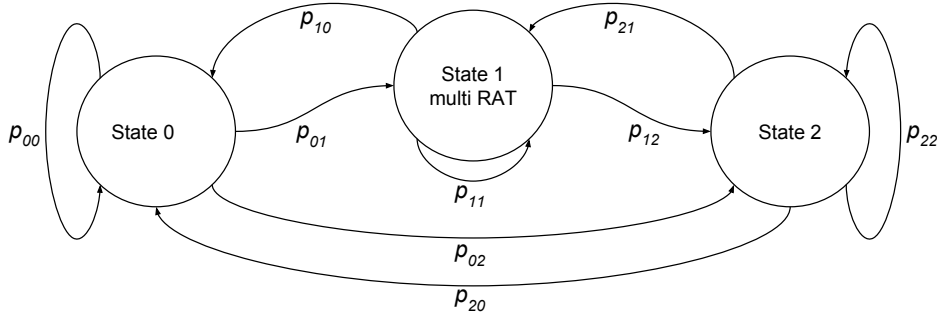 p10
p21
State 1
multi RAT
p00
State 0
p01
p12
State 2
p22
p11
p02
p20